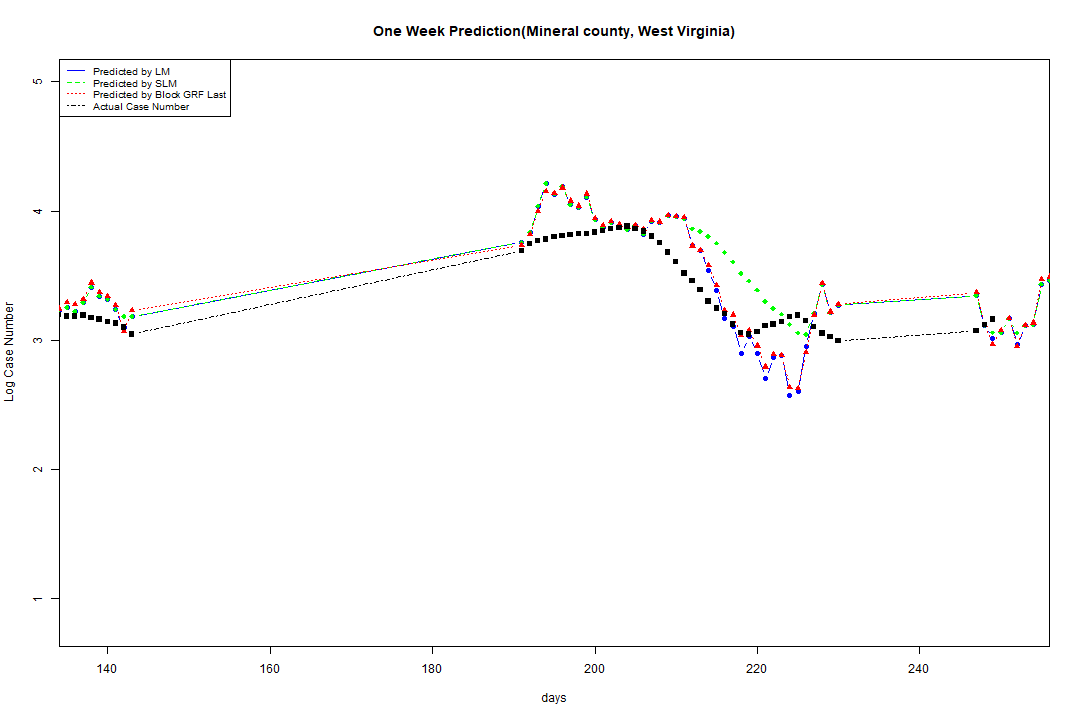 One Week Prediction(Mineral county, West Virginia)
Predicted by LM
Predicted by SLM
Predicted by Block GRF Last
Actual Case Number
5
4
3
2
1
Log Case Number
140 160 180 200 220 240
days